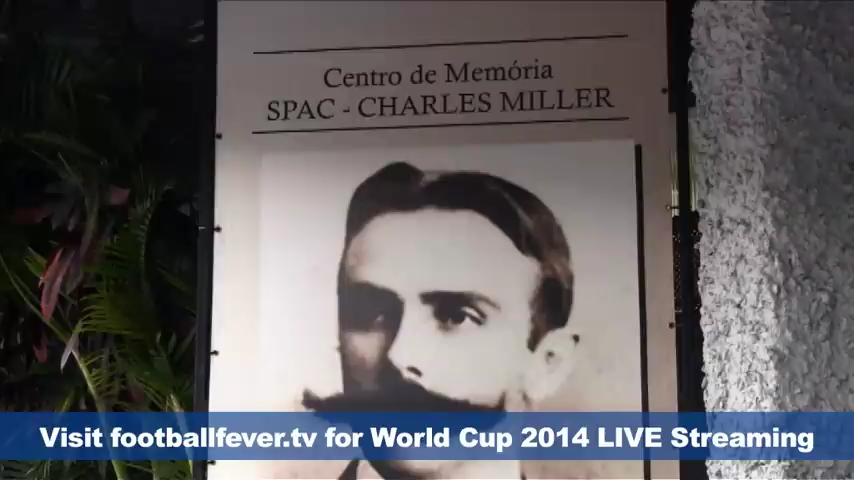 Centro de Memória
SPAC - CHARLES MILLER
Visit footballfever.tv for World Cup 2014 LIVE Streaming